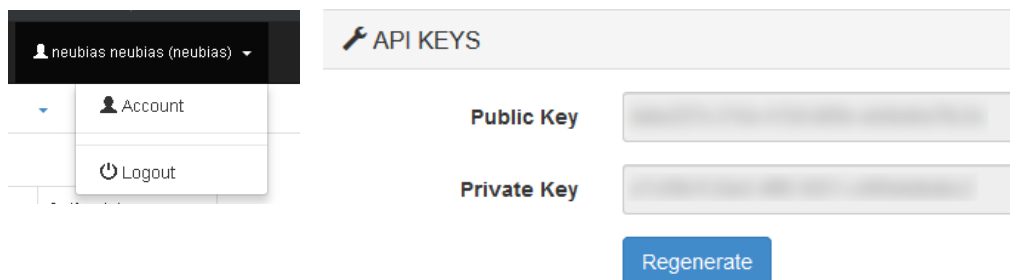 neubias neubias (neubias)
Account
Logout
API KEYS
Public Key
Private Key
Regenerate